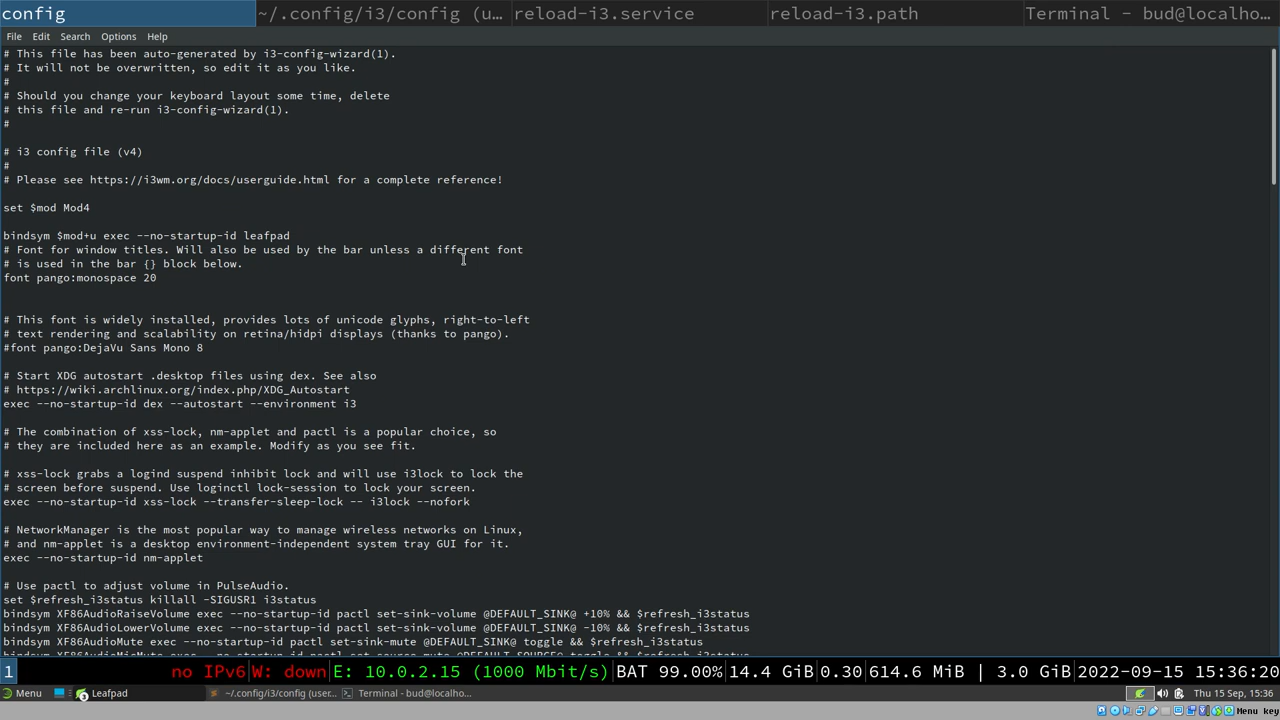 config
~/.config/i3/config (u...
reload-i3.service
reload-i3.path
Terminal - bud@localho...
File Edit Search Options Help
# This file has been auto-generated by i3-config-wizard(1).
# It will not be overwritten, so edit it as you like.
#
# Should you change your keyboard layout some time, delete
# this file and re-run i3-config-wizard(1).
#
# i3 config file (v4)
#
# Please see https://i3wm.org/docs/userguide.html for a complete reference!
set $mod Mod4
bindsym $mod+u exec --no-startup-id leafpad
# Font for window titles. Will also be used by the bar unless a different font
# is used in the bar {} block below.
font pango:monospace 20
# This font is widely installed, provides lots of unicode glyphs, right-to-left
# text rendering and scalability on retina/hidpi displays (thanks to pango).
#font pango:DejaVu Sans Mono 8
# Start XDG autostart .desktop files using dex. See also
# https://wiki.archlinux.org/index.php/XDG_Autostart
exec --no-startup-id dex --autostart --environment i3
# The combination of xss-lock, nm-applet and pactl is a popular choice, so
# they are included here as an example. Modify as you see fit.
# xss-lock grabs a logind suspend inhibit lock and will use i3lock to lock the
# screen before suspend. Use loginctl lock-session to lock your screen.
exec --no-startup-id xss-lock --transfer-sleep-lock -- i3lock --nofork
# NetworkManager is the most popular way to manage wireless networks on Linux,
# and nm-applet is a desktop environment-independent system tray GUI for it.
exec --no-startup-id nm-applet
# Use pactl to adjust volume in PulseAudio.
set $refresh_i3status killall -SIGUSR1 i3status
bindsym XF86AudioRaiseVolume exec --no-startup-id pactl set-sink-volume @DEFAULT_SINK@ +10% && $refresh_i3status
bindsym XF86AudioLowerVolume exec --no-startup-id pactl set-sink-volume @DEFAULT_SINK@ -10% && $refresh_i3status
bindsym XF86AudioMute exec --no-startup-id pactl set-sink-mute @DEFAULT_SINK@ toggle && $refresh_i3status
bindsym XF86AudioMicMute exec --no-startup-id pactl set-source-mute @DEFAULT_SOURCE@ toggle && $refresh_i3status
1 no IPv6|W: down|E: 10.0.2.15 (1000 Mbit/s)|BAT 99.00%|14.4 GiB|0.30|614.6 MiB | 3.0 GiB|2022-09-15 15:36:20
Menu Leafpad ~/.config/i3/config (user... Terminal - bud@localho... Thu 15 Sep, 15:36
Menu key